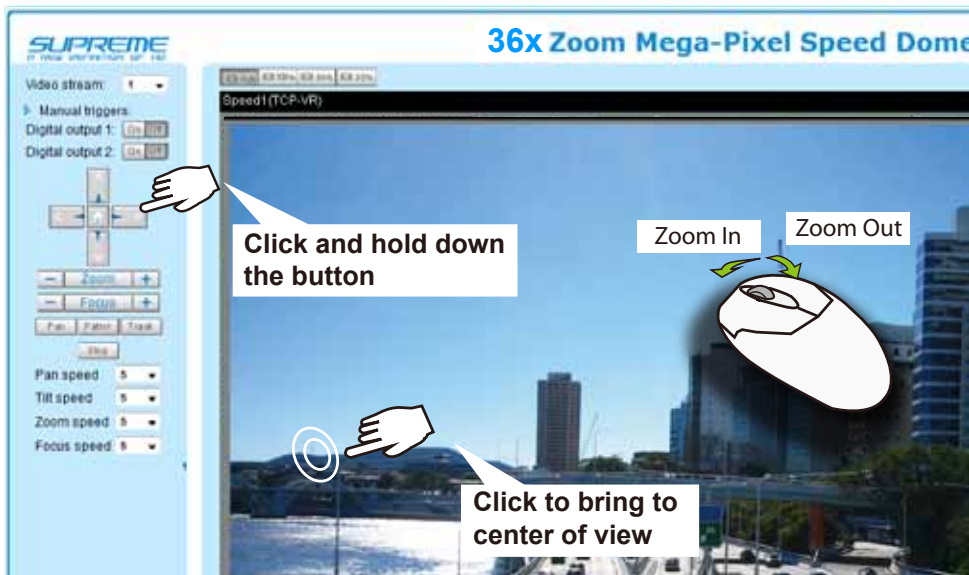 SUPREME
36x Zoom Mega-Pixel Speed Dome
Video stream: 1
Manual triggers:
Digital output 1: On Off
Digital output 2: On Off
Speed1(TCP-VR)
Click and hold down
the button
Zoom In
Zoom Out
− Zoom +
− Focus +
Pan Patrol Track
Stop
Pan speed 5
Tilt speed 5
Zoom speed 5
Focus speed 5
Click to bring to
center of view